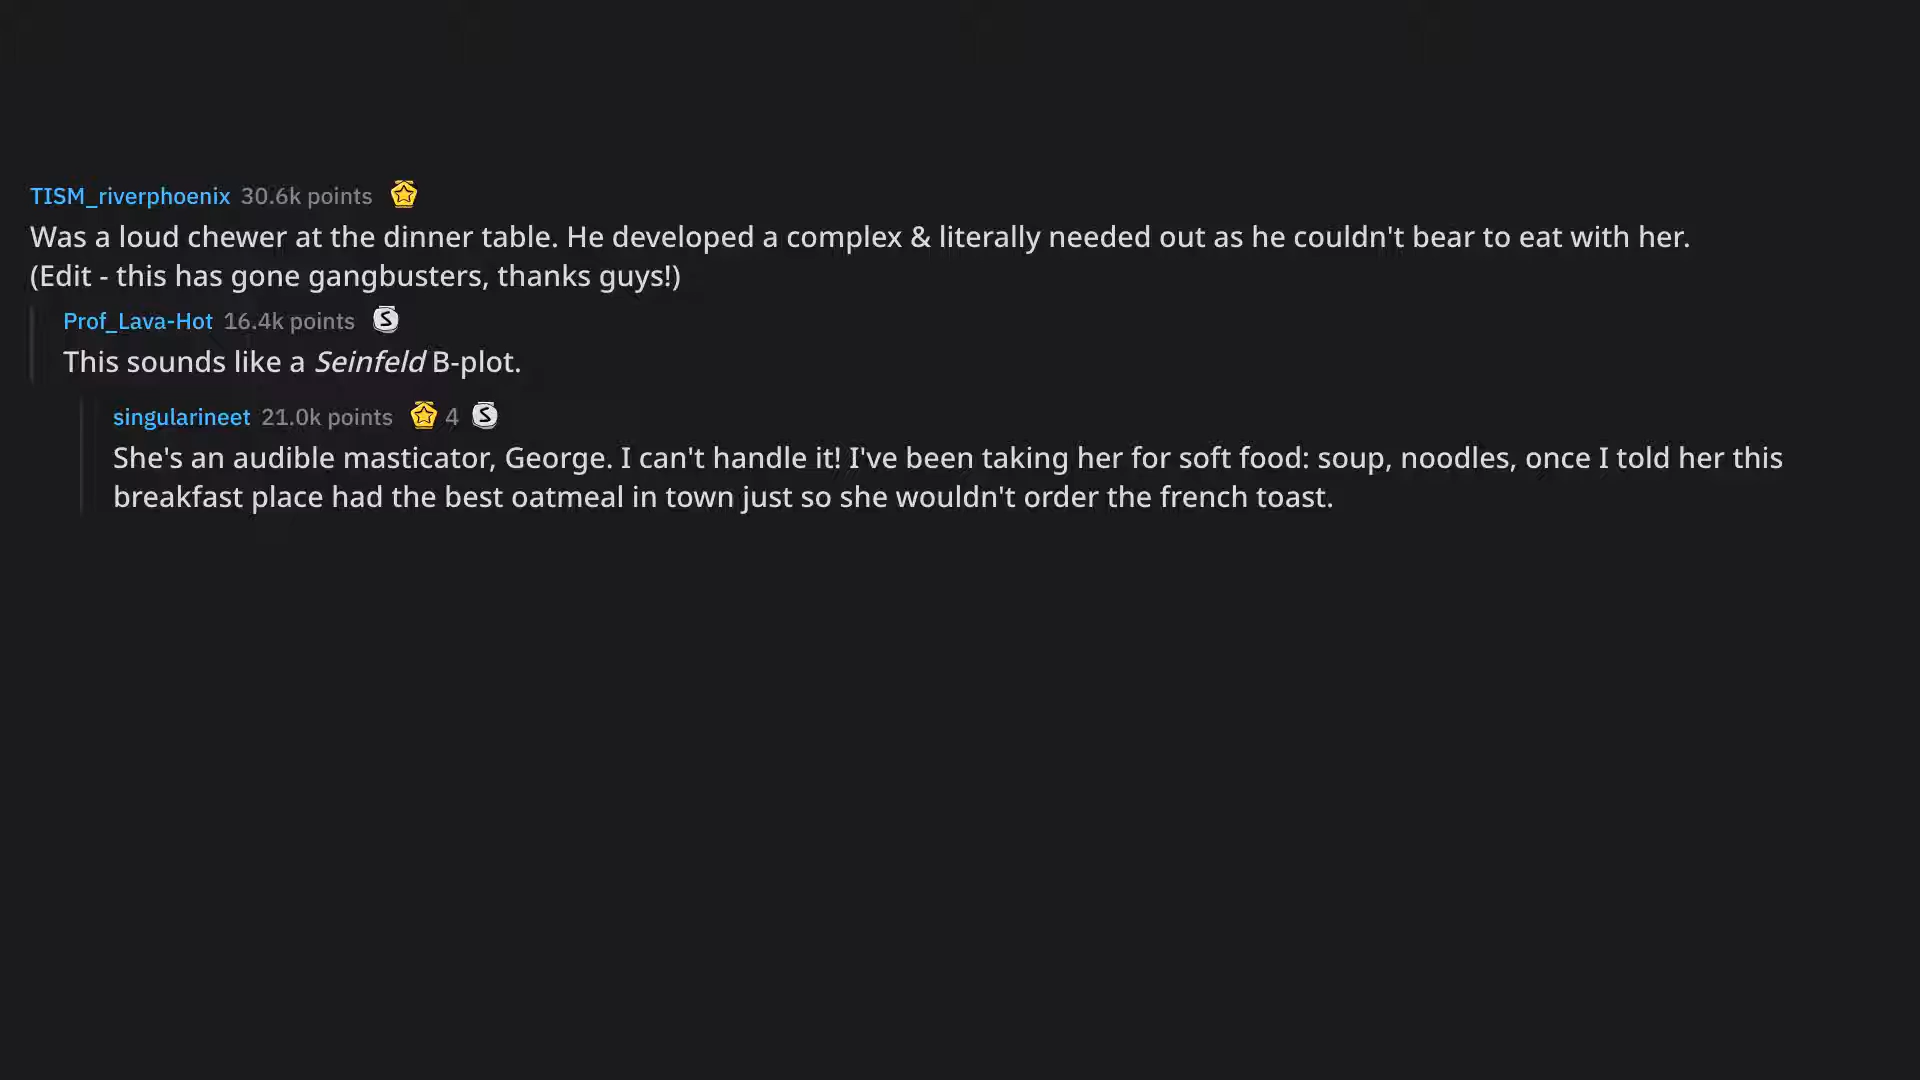 TISM_riverphoenix 30.6k points
Was a loud chewer at the dinner table. He developed a complex & literally needed out as he couldn't bear to eat with her.
(Edit - this has gone gangbusters, thanks guys!)
Prof_Lava-Hot 16.4k points S
This sounds like a Seinfeld B-plot.
singularineet 21.0k points 4 S
She's an audible masticator, George. I can't handle it! I've been taking her for soft food: soup, noodles, once I told her this
breakfast place had the best oatmeal in town just so she wouldn't order the french toast.